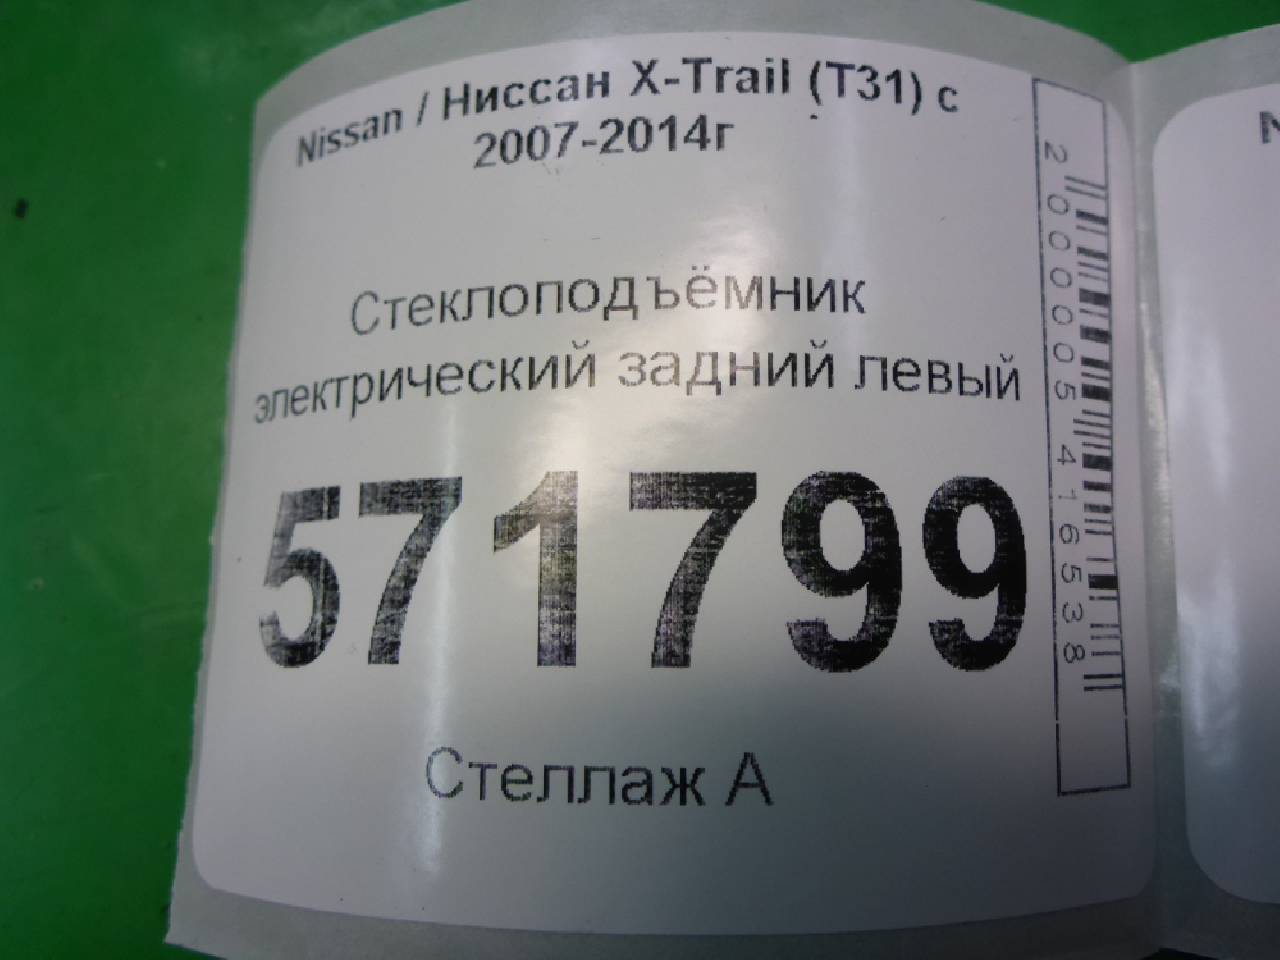 Nissan / Ниссан X-Trail (T31) с
2007-2014г
Стеклоподъёмник
электрический задний левый
571799
Стеллаж А
2000005416538